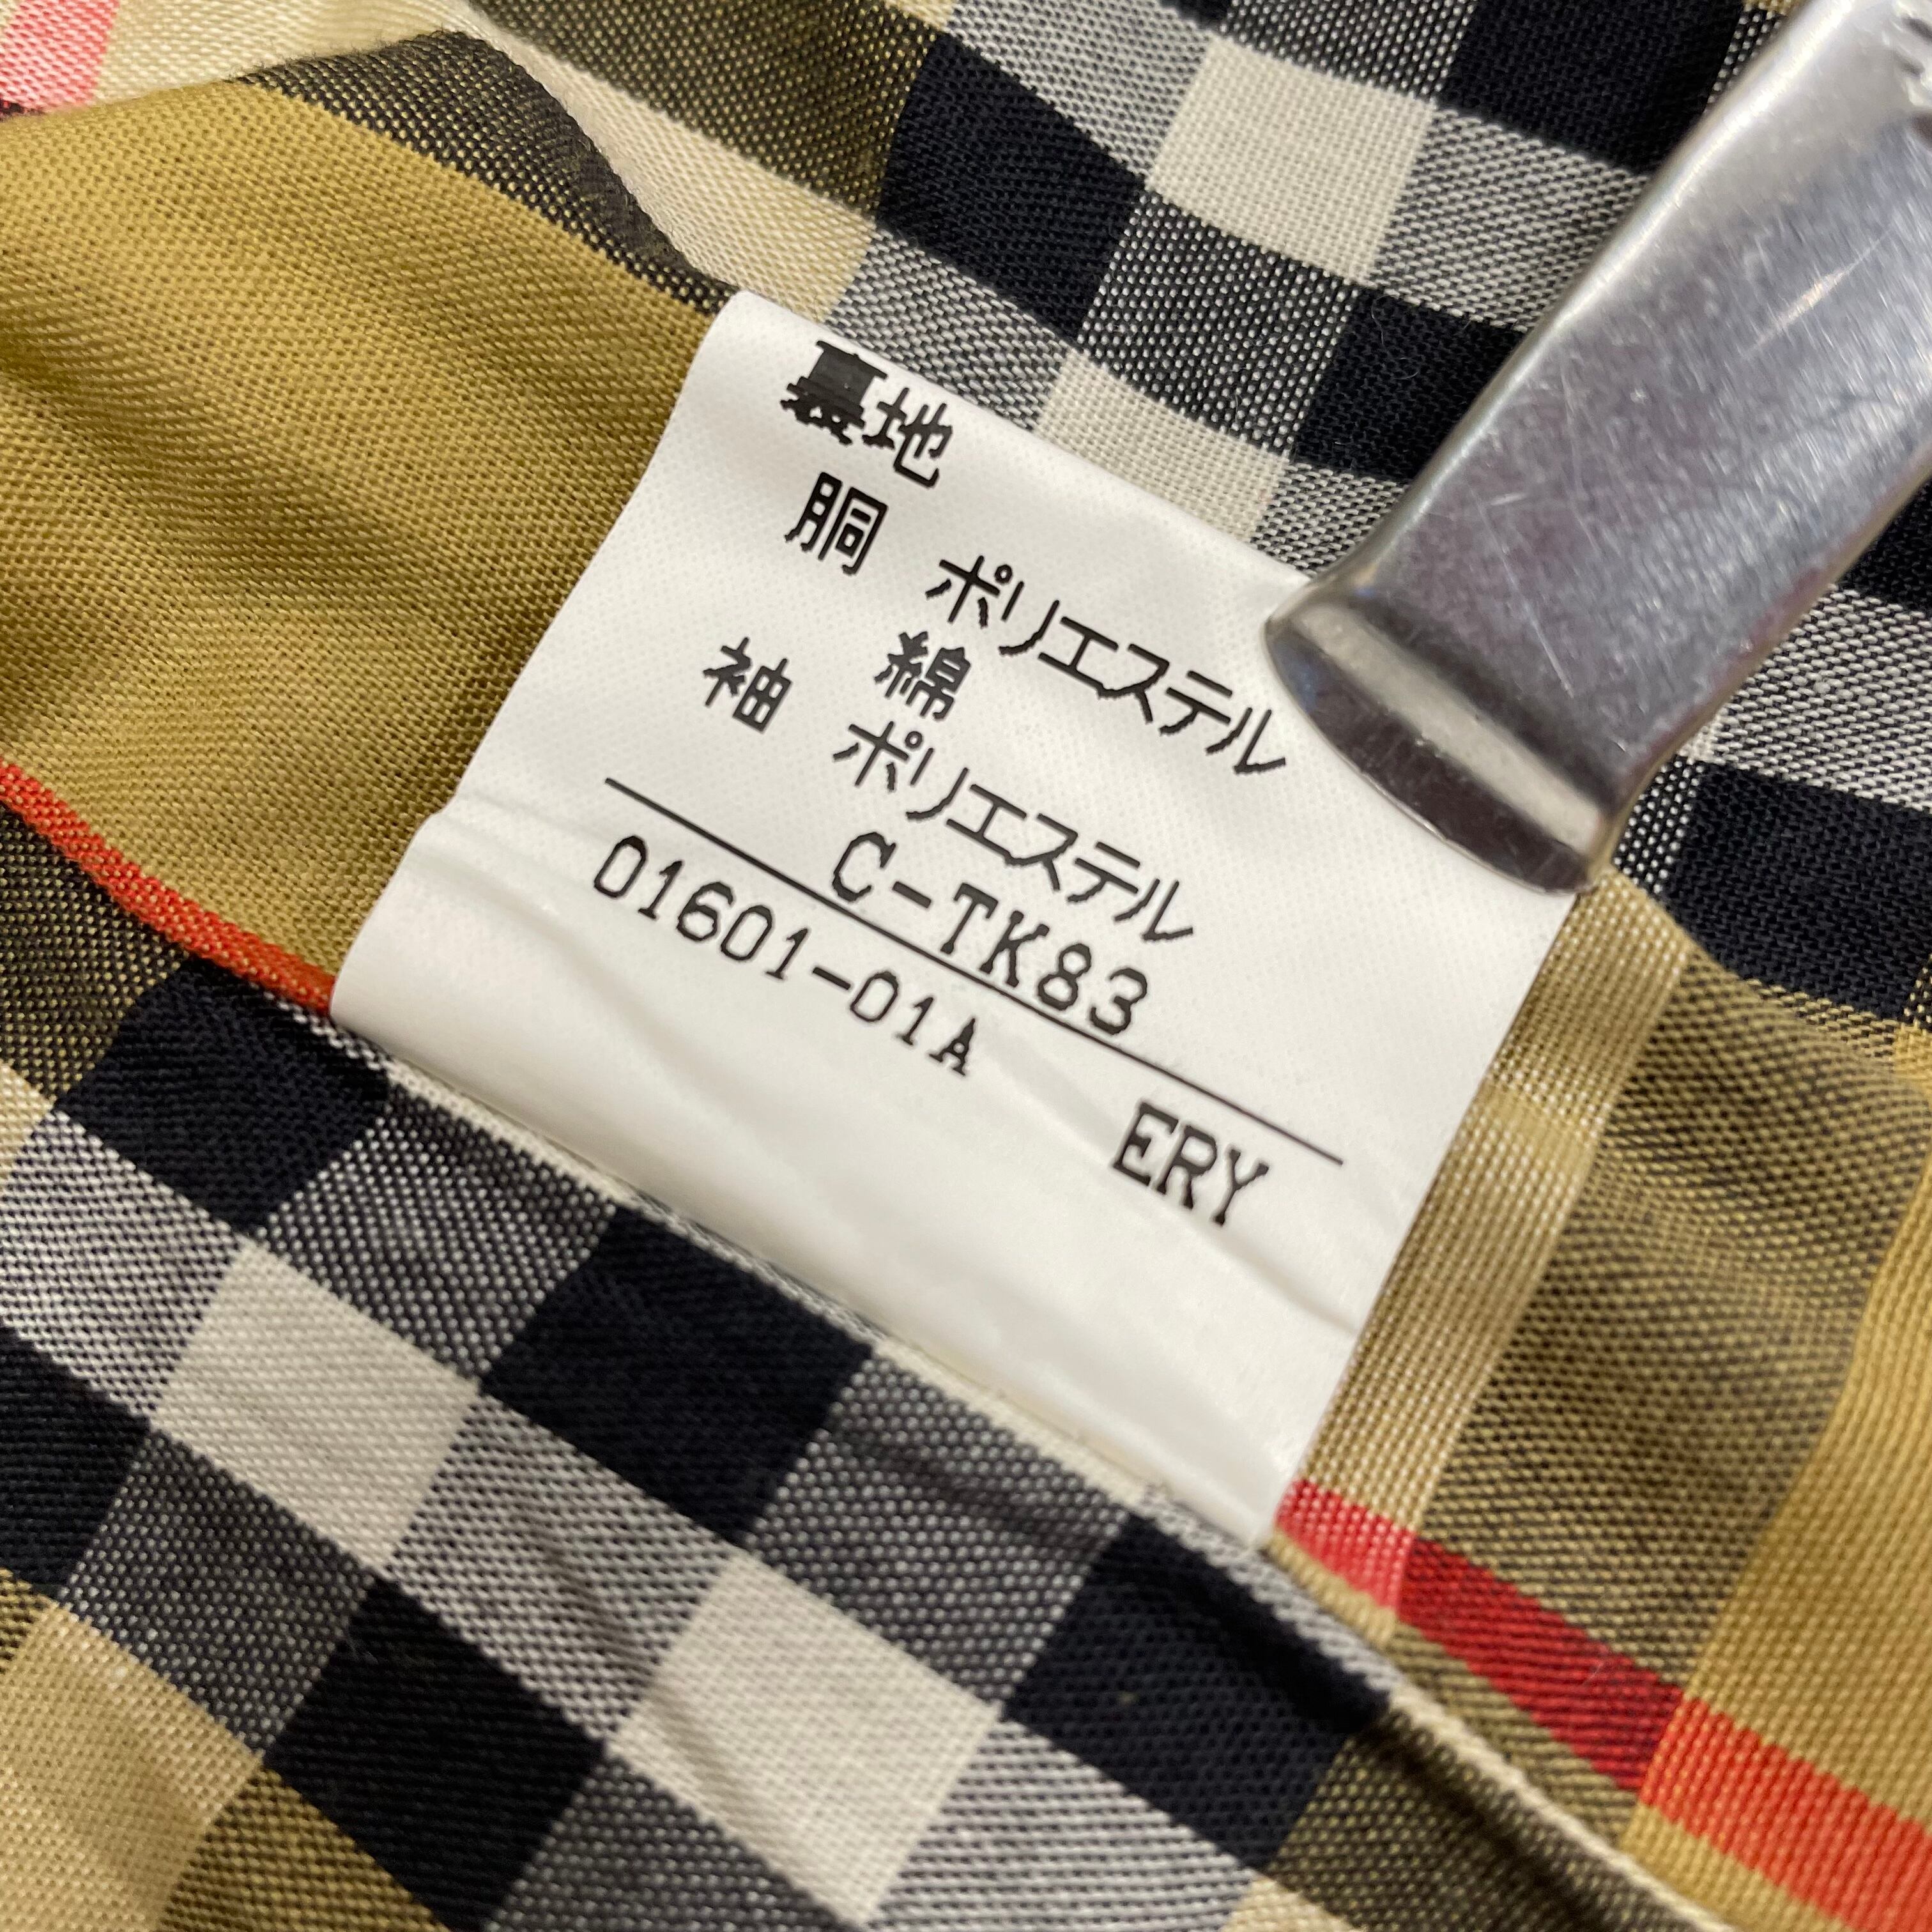 裏地
胴 ポリエステル
綿
袖 ポリエステル
C-TK83
01601-01A
ERY